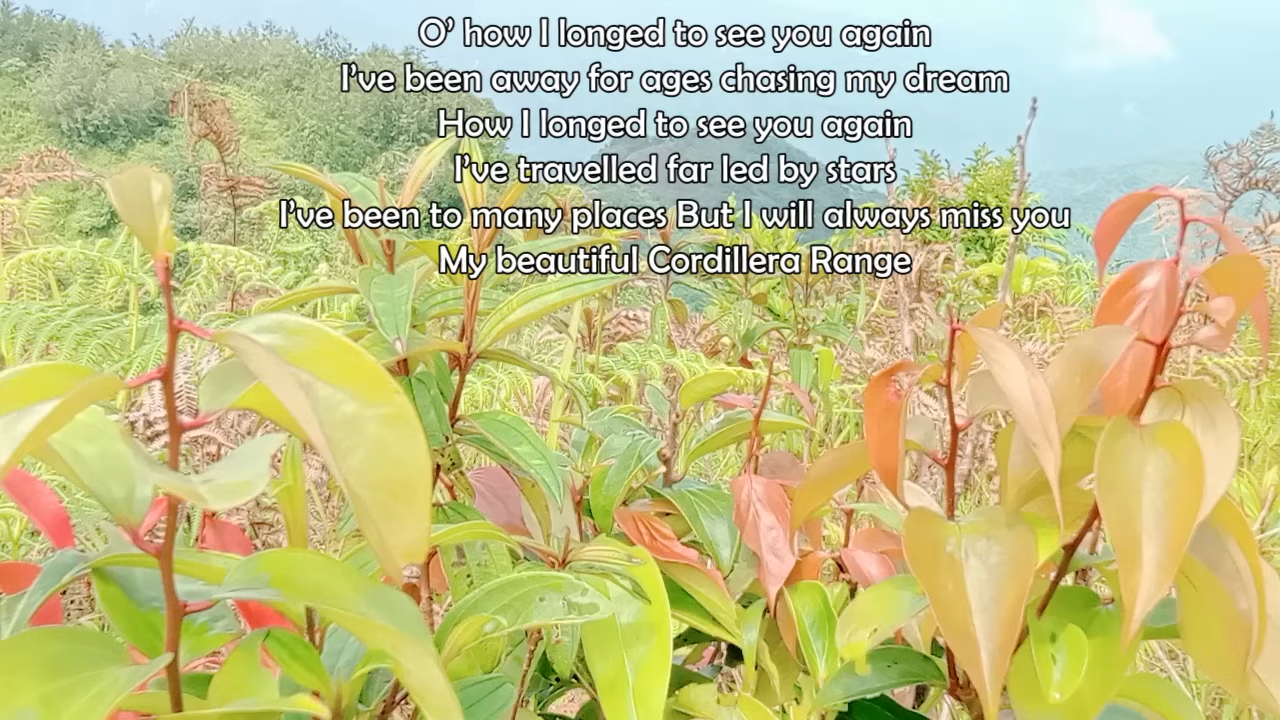 O' how I longed to see you again
I've been away for ages chasing my dream
How I longed to see you again
I've travelled far led by stars
I've been to many places But I will always miss you
My beautiful Cordillera Range